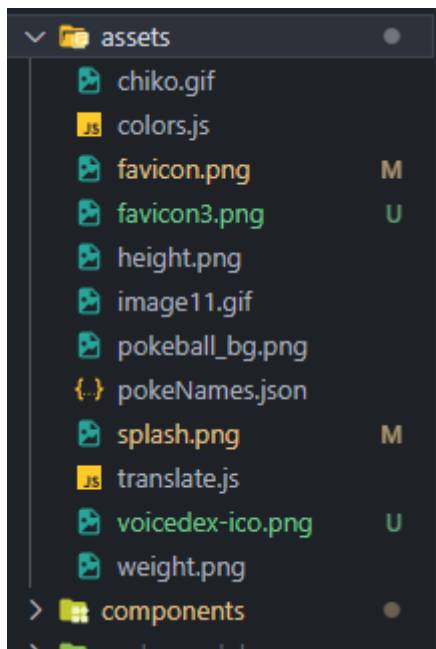 assets
chiko.gif
JS colors.js
favicon.png M
favicon3.png U
height.png
image11.gif
pokeball_bg.png
{..} pokeNames.json
splash.png M
JS translate.js
voicedex-ico.png U
weight.png
components